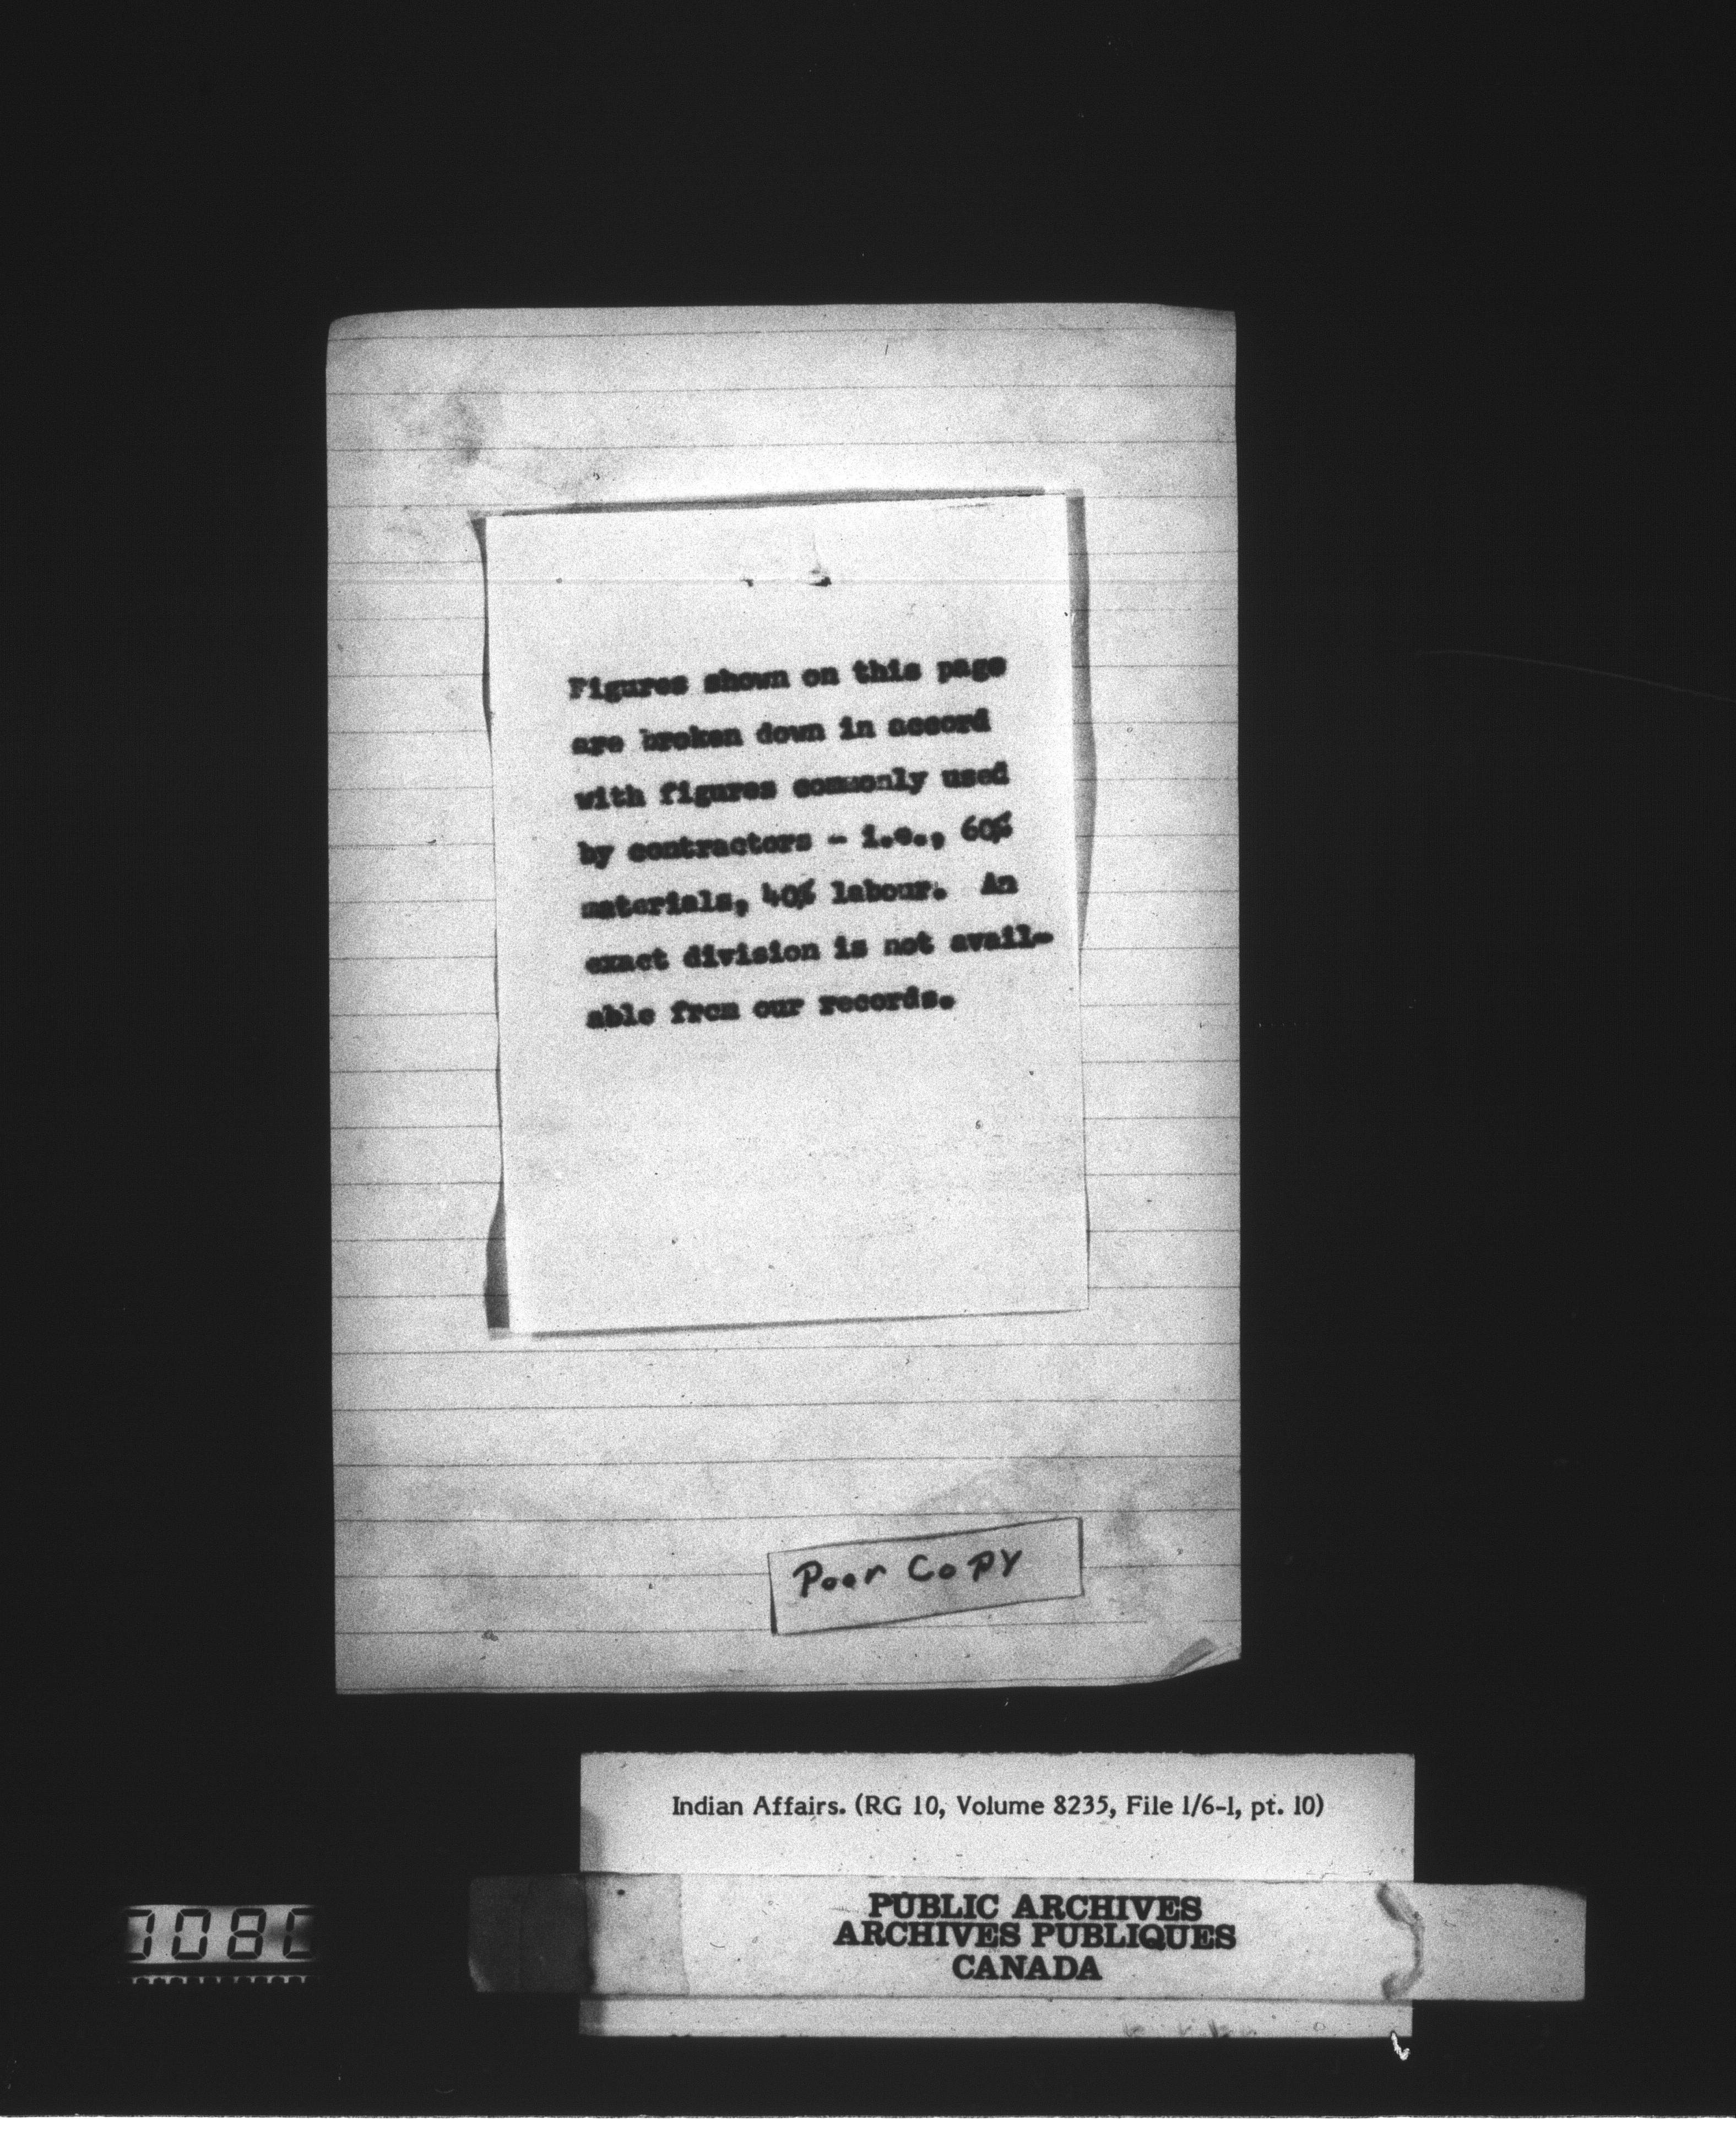 Figures shown on this page
are broken down in accord
with figures commonly used
by contractors - i.e., 60%
materials, 40% labour. An
exact division is not avail-
able from our records.
Poor Copy
Indian Affairs. (RG 10, Volume 8235, File 1/6-1, pt. 10)
PUBLIC ARCHIVES
ARCHIVES PUBLIQUES
CANADA